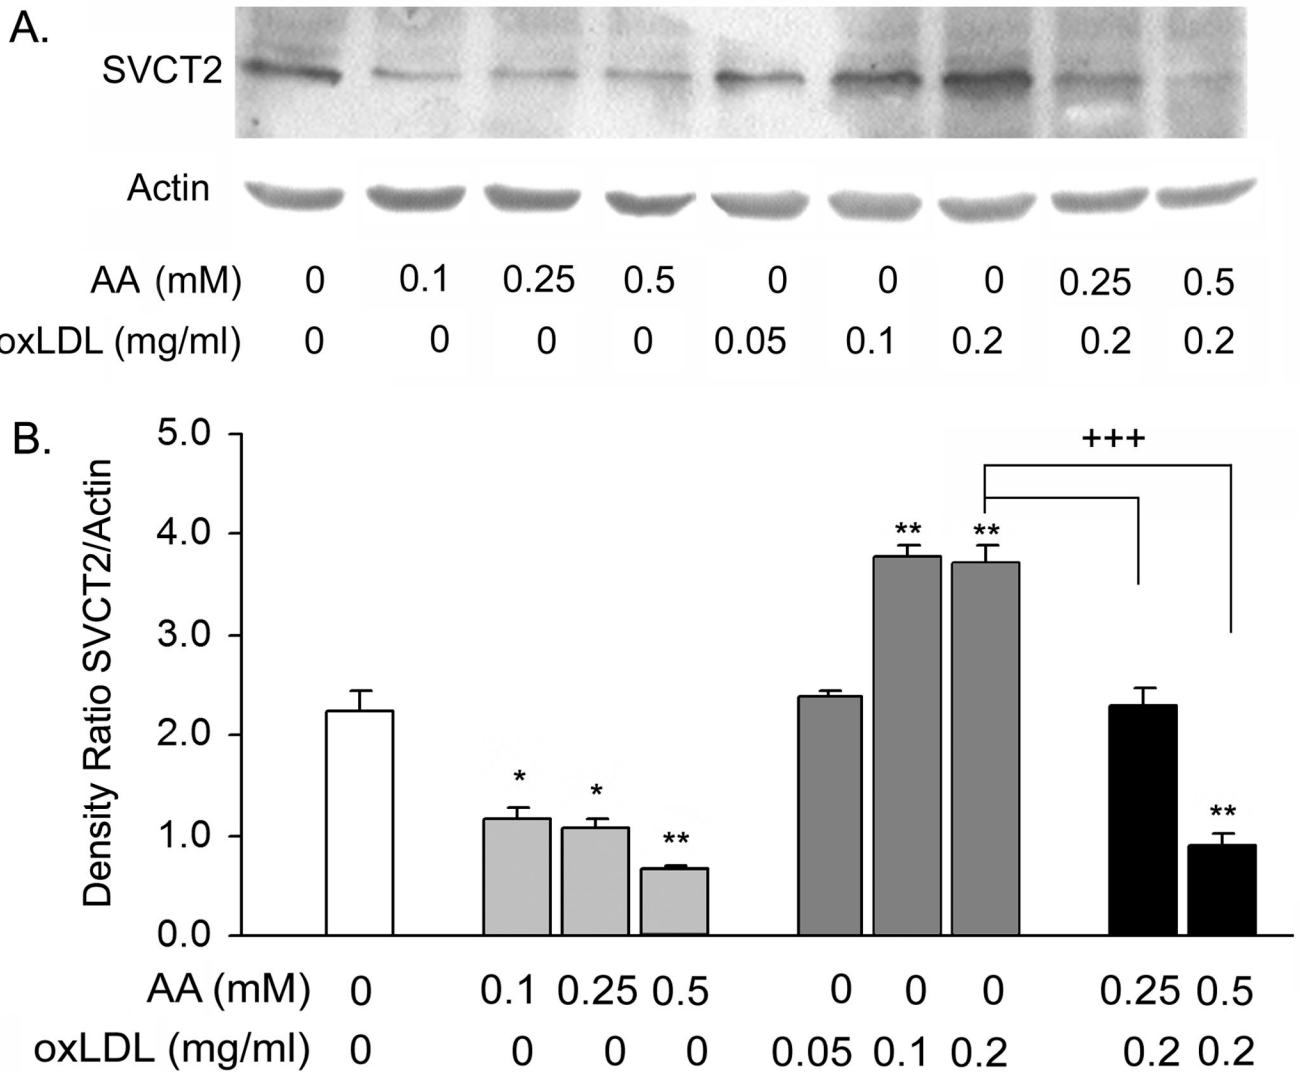 A.
SVCT2
Actin
AA (mM) 0 0.1 0.25 0.5 0 0 0 0.25 0.5
oxLDL (mg/ml) 0 0 0 0 0.05 0.1 0.2 0.2 0.2
B.
Density Ratio SVCT2/Actin
5.0
4.0
3.0
2.0
1.0
0.0
+++
** **
* * ** **
AA (mM) 0 0.1 0.25 0.5 0 0 0 0.25 0.5
oxLDL (mg/ml) 0 0 0 0 0.05 0.1 0.2 0.2 0.2